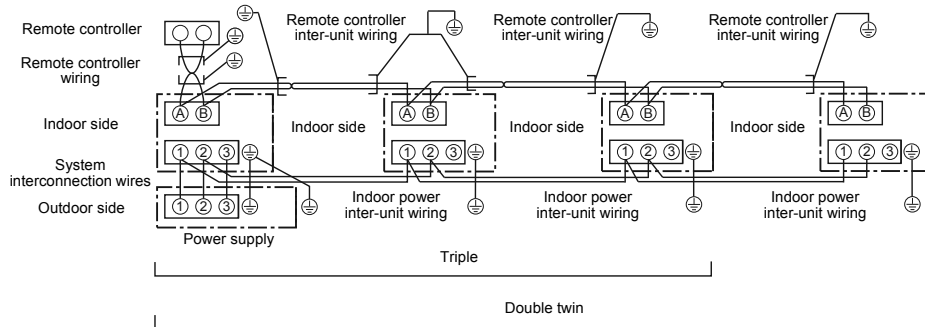 Remote controller
Remote controller
inter-unit wiring
Remote controller
inter-unit wiring
Remote controller
inter-unit wiring
Remote controller
wiring
Indoor side
A B
Indoor side
A B
Indoor side
A B
Indoor side
A B
1 2 3
1 2 3
1 2 3
1 2 3
System
interconnection wires
Outdoor side
1 2 3
Indoor power
inter-unit wiring
Indoor power
inter-unit wiring
Indoor power
inter-unit wiring
Power supply
Triple
Double twin